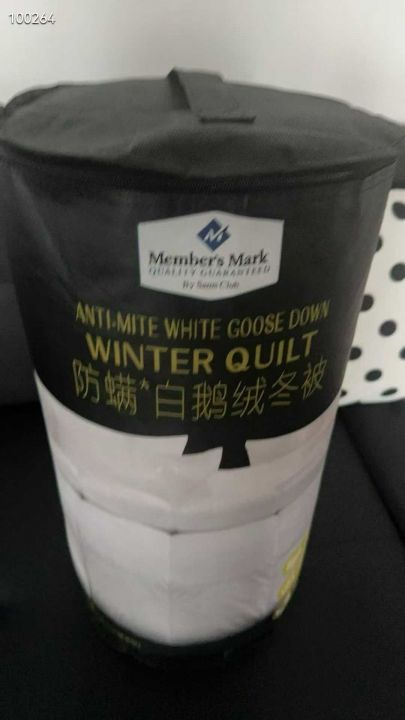 100264
Member's Mark
QUALITY GUARANTEED
By Sam's Club
ANTI-MITE WHITE GOOSE DOWN
WINTER QUILT
防螨*白鹅绒冬被